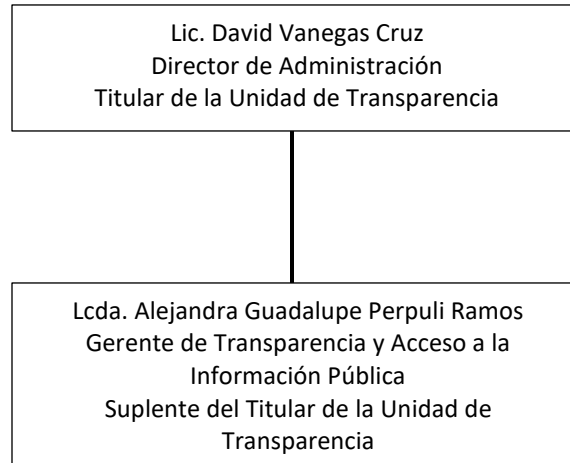 Lic. David Vanegas Cruz
Director de Administración
Titular de la Unidad de Transparencia
Lcda. Alejandra Guadalupe Perpuli Ramos
Gerente de Transparencia y Acceso a la
Información Pública
Suplente del Titular de la Unidad de
Transparencia